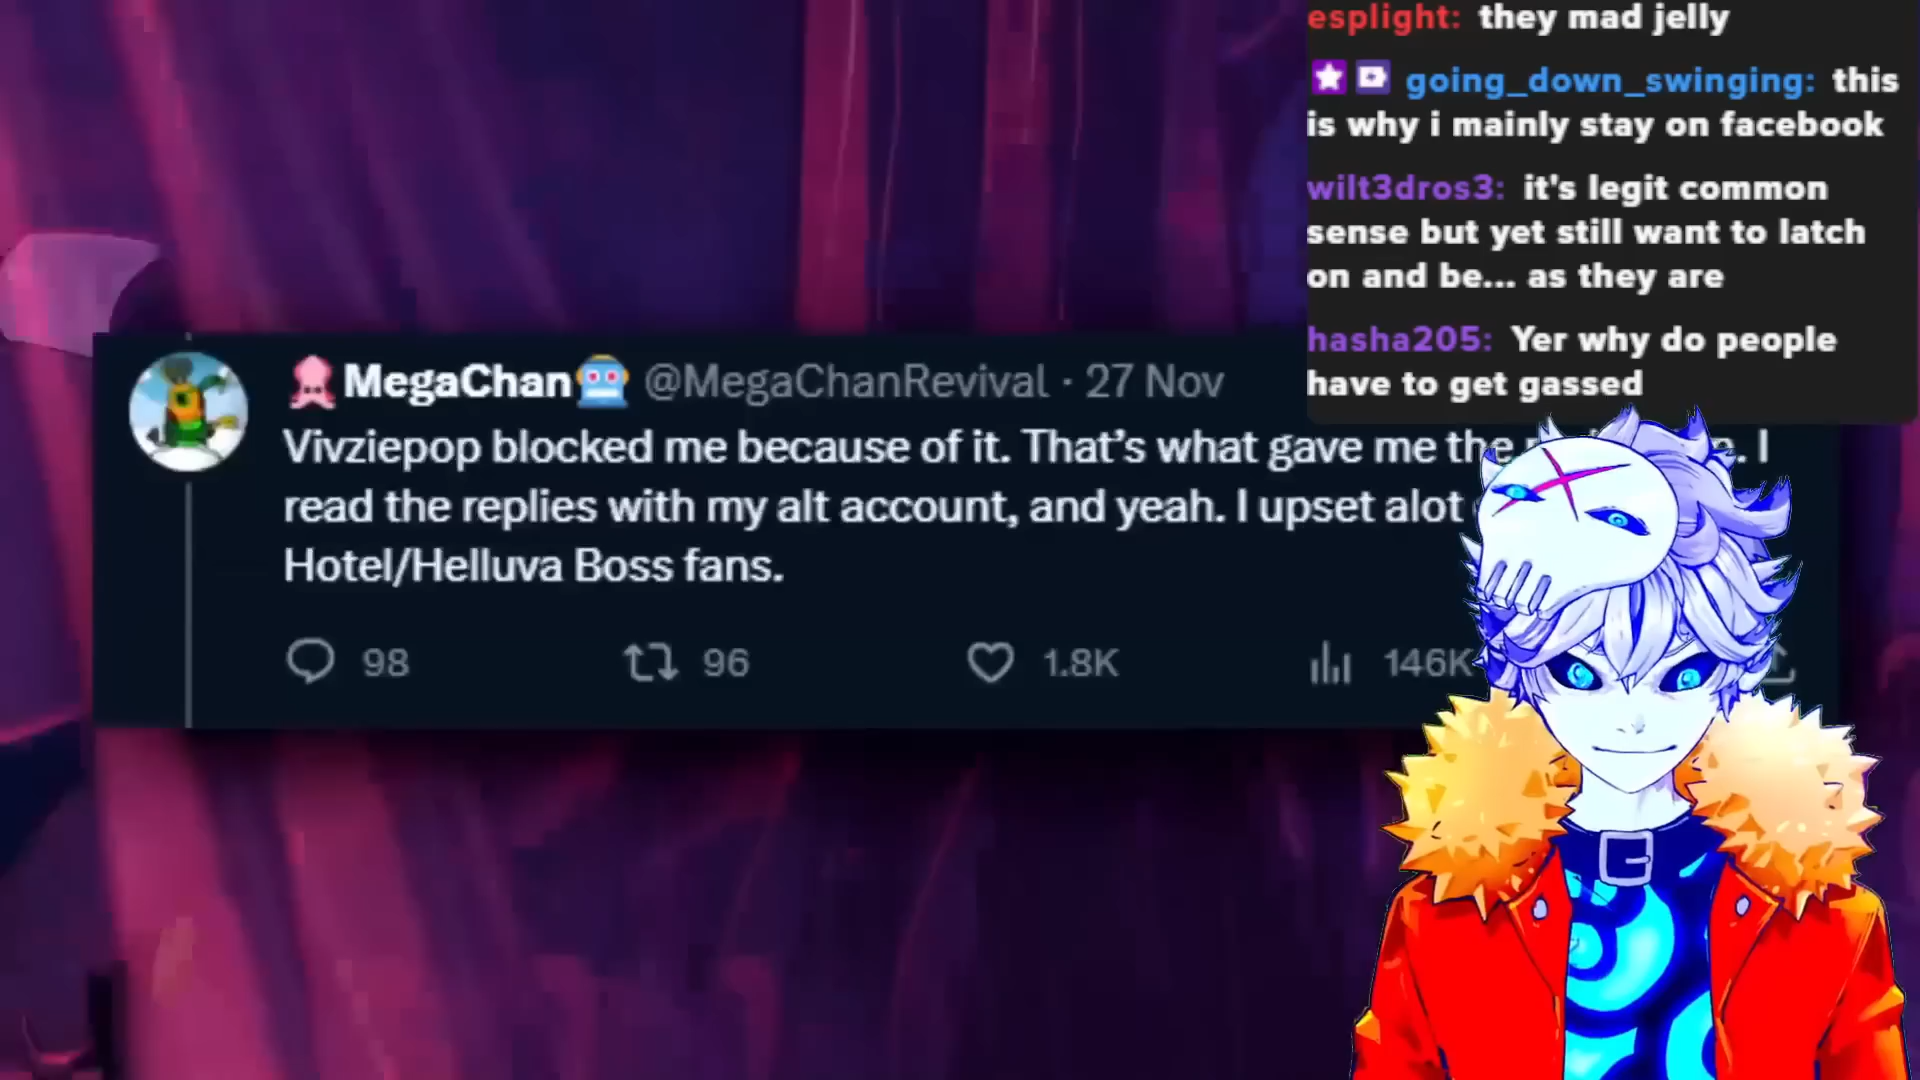 esplight: they mad jelly
going_down_swinging: this
is why i mainly stay on facebook
wilt3dros3: it's legit common
sense but yet still want to latch
on and be... as they are
hasha205: Yer why do people
have to get gassed
MegaChan @MegaChanRevival · 27 Nov
Vivziepop blocked me because of it. That’s what gave me the . I
read the replies with my alt account, and yeah. I upset alot
Hotel/Helluva Boss fans.
98 96 1.8K 146K